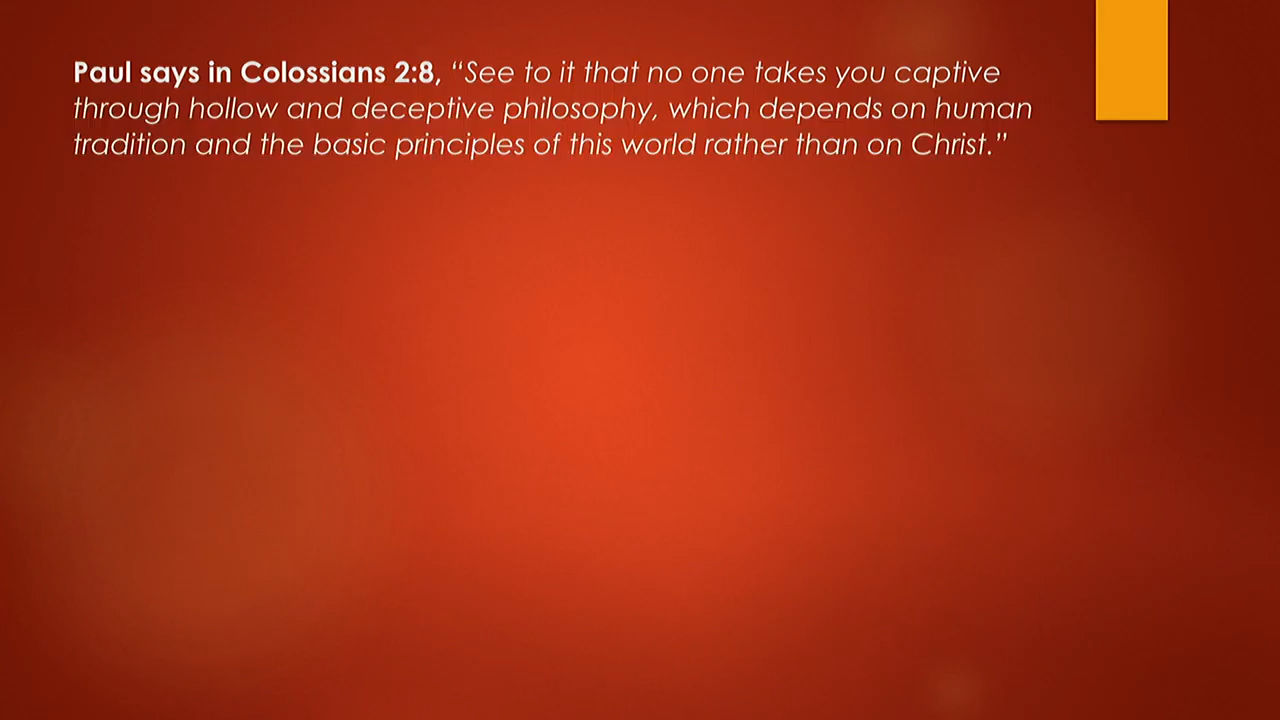 Paul says in Colossians 2:8, “See to it that no one takes you captive
through hollow and deceptive philosophy, which depends on human
tradition and the basic principles of this world rather than on Christ.”